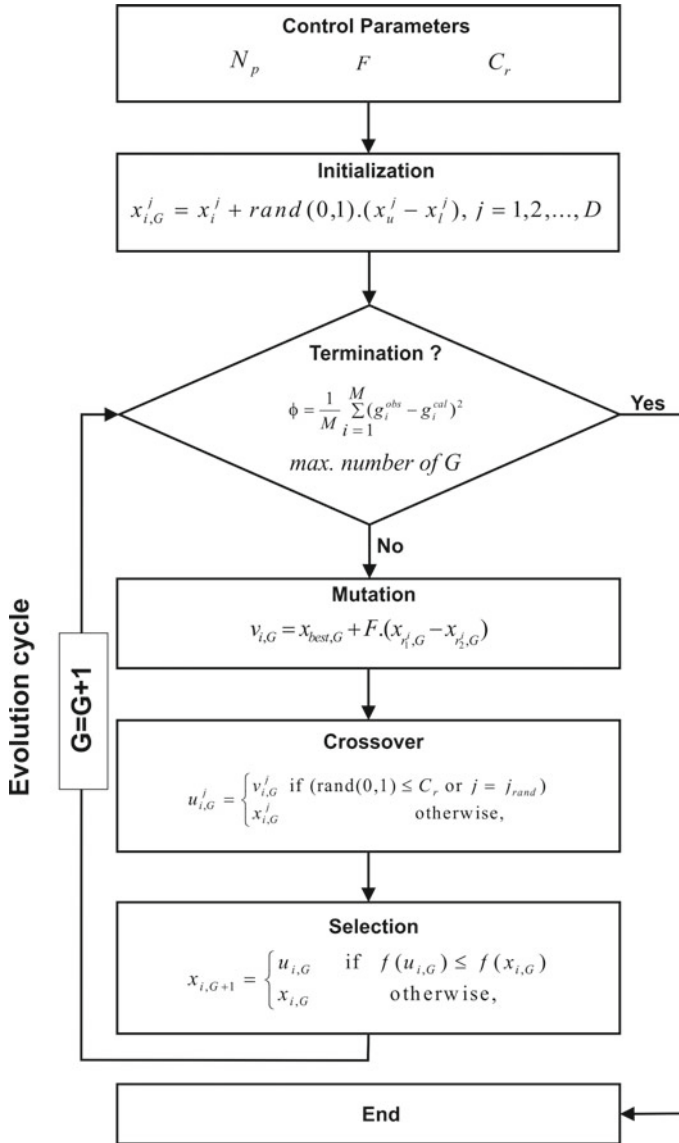 Control Parameters
N_p F C_r
Initialization
x_{i,G}^j = x_i^j + rand(0,1).(x_u^j − x_l^j), j = 1,2,...,D
Termination ?
ϕ = \frac{1}{M} \sum_{i=1}^{M} (g_i^{obs} − g_i^{cal})^2
max. number of G
Yes
No
Mutation
v_{i,G} = x_{best,G} + F.(x_{r_1^i,G} − x_{r_2^i,G})
Crossover
u_{i,G}^j = { v_{i,G}^j if (rand(0,1) ≤ C_r or j = j_{rand})
x_{i,G}^j otherwise,
Selection
x_{i,G+1} = { u_{i,G} if f(u_{i,G}) ≤ f(x_{i,G})
x_{i,G} otherwise,
Evolution cycle
G=G+1
End